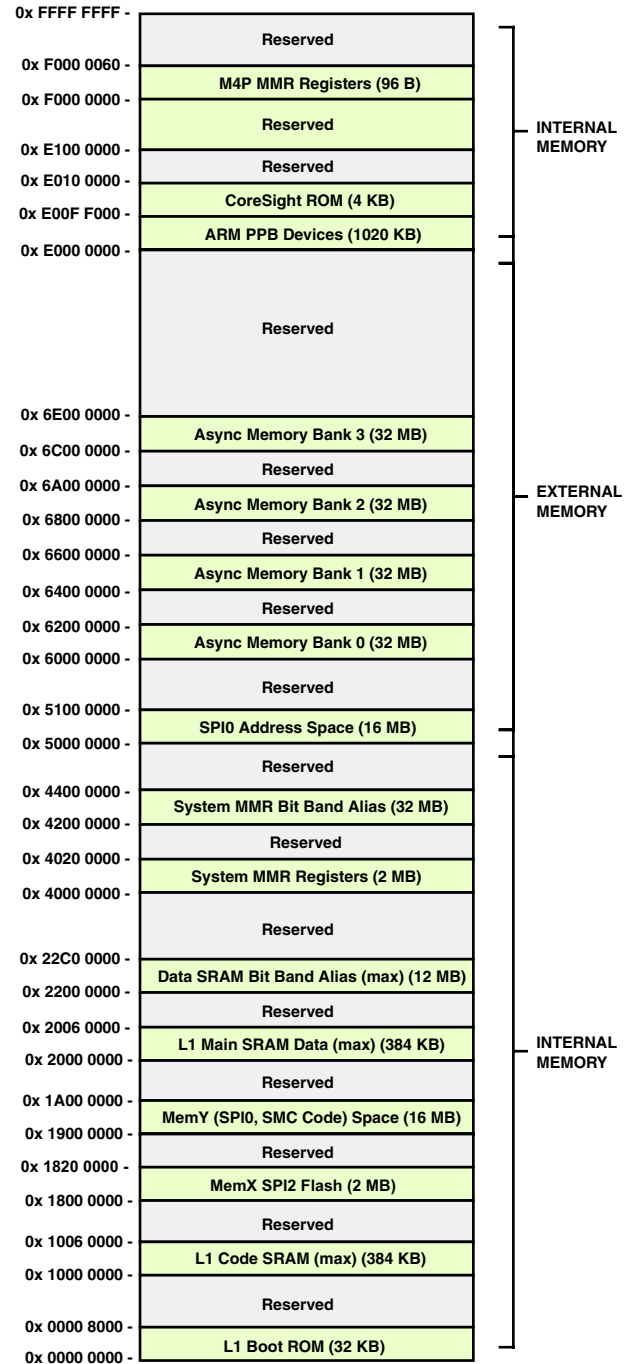 0x FFFF FFFF -
Reserved
0x F000 0060 -
M4P MMR Registers (96 B)
0x F000 0000 -
Reserved
INTERNAL
MEMORY
0x E100 0000 -
Reserved
0x E010 0000 -
CoreSight ROM (4 KB)
0x E00F F000 -
ARM PPB Devices (1020 KB)
0x E000 0000 -
Reserved
0x 6E00 0000 -
Async Memory Bank 3 (32 MB)
0x 6C00 0000 -
Reserved
0x 6A00 0000 -
Async Memory Bank 2 (32 MB)
EXTERNAL
MEMORY
0x 6800 0000 -
Reserved
0x 6600 0000 -
Async Memory Bank 1 (32 MB)
0x 6400 0000 -
Reserved
0x 6200 0000 -
Async Memory Bank 0 (32 MB)
0x 6000 0000 -
Reserved
0x 5100 0000 -
SPI0 Address Space (16 MB)
0x 5000 0000 -
Reserved
0x 4400 0000 -
System MMR Bit Band Alias (32 MB)
0x 4200 0000 -
Reserved
0x 4020 0000 -
System MMR Registers (2 MB)
0x 4000 0000 -
Reserved
0x 22C0 0000 -
Data SRAM Bit Band Alias (max) (12 MB)
0x 2200 0000 -
Reserved
0x 2006 0000 -
L1 Main SRAM Data (max) (384 KB)
INTERNAL
MEMORY
0x 2000 0000 -
Reserved
0x 1A00 0000 -
MemY (SPI0, SMC Code) Space (16 MB)
0x 1900 0000 -
Reserved
0x 1820 0000 -
MemX SPI2 Flash (2 MB)
0x 1800 0000 -
Reserved
0x 1006 0000 -
L1 Code SRAM (max) (384 KB)
0x 1000 0000 -
Reserved
0x 0000 8000 -
L1 Boot ROM (32 KB)
0x 0000 0000 -